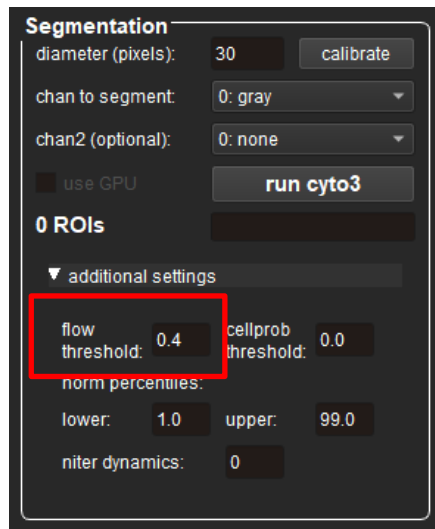 Segmentation
diameter (pixels): 30 calibrate
chan to segment: 0: gray
chan2 (optional): 0: none
use GPU run cyto3
0 ROIs
▼ additional settings
flow threshold: 0.4 cellprob threshold: 0.0
norm percentiles:
lower: 1.0 upper: 99.0
niter dynamics: 0